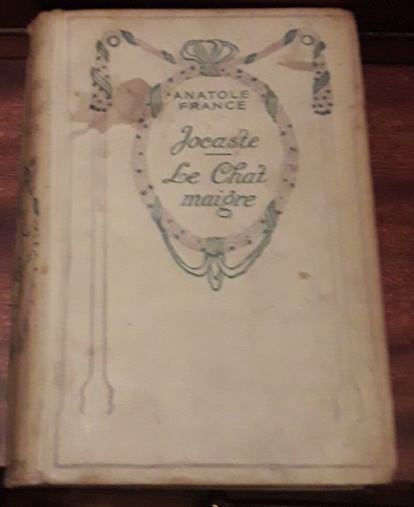 ANATOLE
FRANCE
Jocaste
Le Chat
maigre